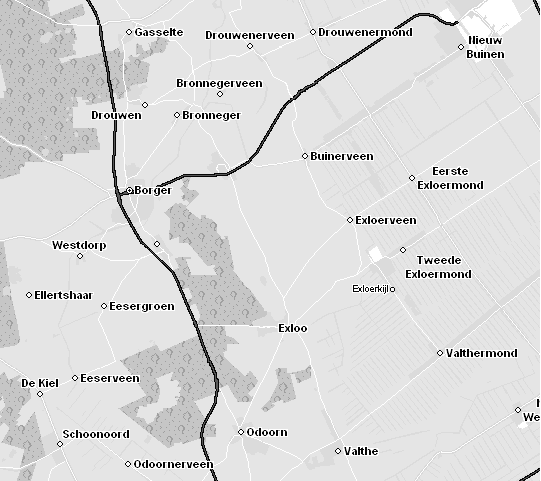 Gasselte
Drouwenerveen
Drouwenermond
Nieuw
Buinen
Bronnegerveen
Drouwen
Bronneger
Buinerveen
Eerste
Exloermond
Borger
Exloerveen
Westdorp
Tweede
Exloermond
Exloerkijl
Ellertshaar
Eesergroen
Exloo
Valthermond
De Kiel
Eeserveen
We
Schoonoord
Odoorn
Valthe
Odoornerveen